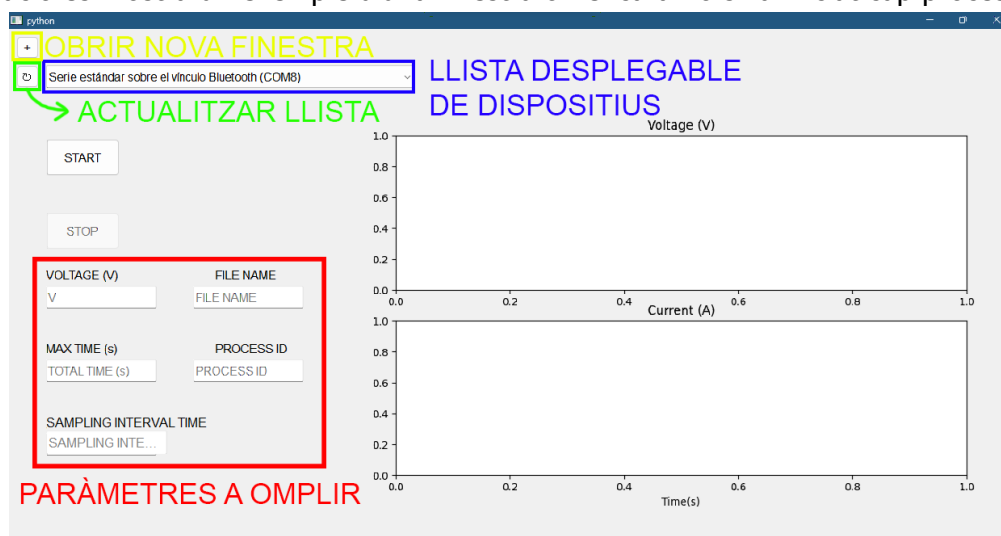 python
+ OBRIR NOVA FINESTRA
Serie estándar sobre el vínculo Bluetooth (COM8)
LLISTA DESPLEGABLE
DE DISPOSITIUS
ACTUALITZAR LLISTA
START
STOP
VOLTAGE (V) FILE NAME
V FILE NAME
MAX TIME (s) PROCESS ID
TOTAL TIME (s) PROCESS ID
SAMPLING INTERVAL TIME
SAMPLING INTE...
PARÀMETRES A OMPLIR
Voltage (V)
1.0
0.8
0.6
0.4
0.2
0.0
0.0 0.2 0.4 0.6 0.8 1.0
Current (A)
1.0
0.8
0.6
0.4
0.2
0.0
0.0 0.2 0.4 0.6 0.8 1.0
Time(s)